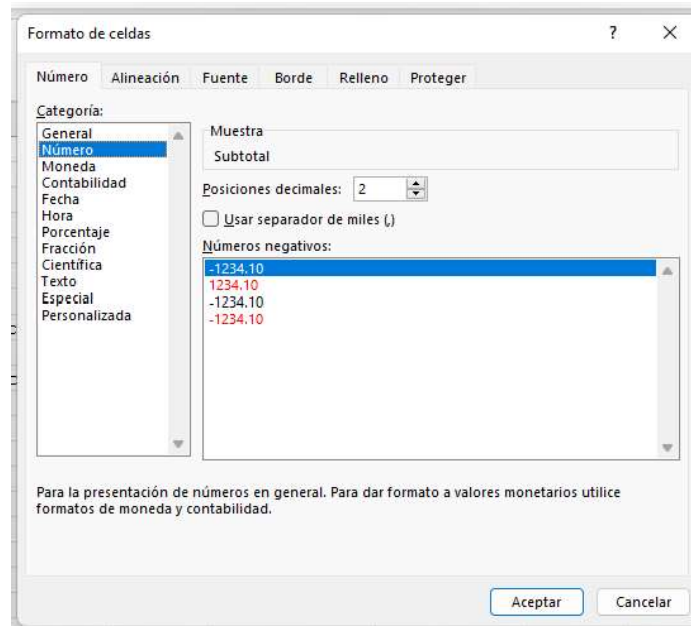 Formato de celdas ? X
Número Alineación Fuente Borde Relleno Proteger
Categoría:
General
Número
Moneda
Contabilidad
Fecha
Hora
Porcentaje
Fracción
Científica
Texto
Especial
Personalizada
Muestra
Subtotal
Posiciones decimales: 2
Usar separador de miles (,)
Números negativos:
-1234.10
1234.10
-1234.10
-1234.10
Para la presentación de números en general. Para dar formato a valores monetarios utilice
formatos de moneda y contabilidad.
Aceptar Cancelar